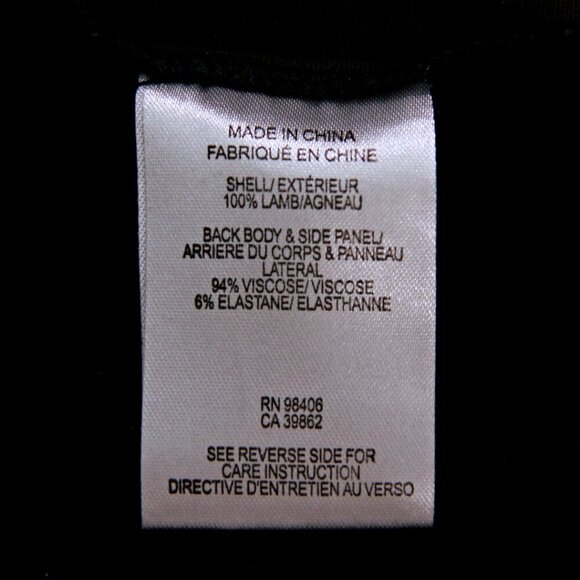 MADE IN CHINA
FABRIQUÉ EN CHINE
SHELL/ EXTÉRIEUR
100% LAMB/AGNEAU
BACK BODY & SIDE PANEL/
ARRIERE DU CORPS & PANNEAU
LATERAL
94% VISCOSE/ VISCOSE
6% ELASTANE/ ELASTHANNE
RN 98406
CA 39862
SEE REVERSE SIDE FOR
CARE INSTRUCTION
DIRECTIVE D'ENTRETIEN AU VERSO